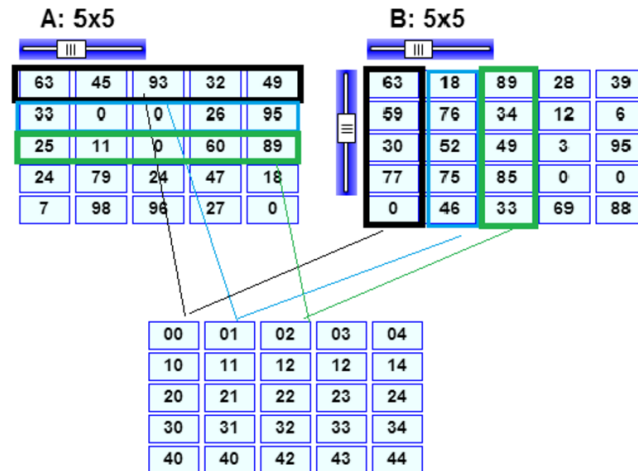 A: 5x5 B: 5x5
63 45 93 32 49 63 18 89 28 39
33 0 0 26 95 59 76 34 12 6
25 11 0 60 89 30 52 49 3 95
24 79 24 47 18 77 75 85 0 0
7 98 96 27 0 0 46 33 69 88
00 01 02 03 04
10 11 12 12 14
20 21 22 23 24
30 31 32 33 34
40 40 42 43 44